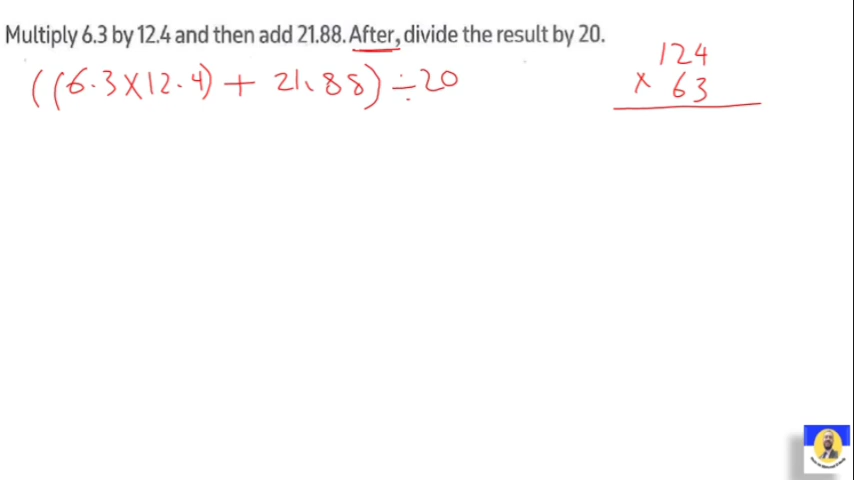 Multiply 6.3 by 12.4 and then add 21.88. After, divide the result by 20.
((6.3×12.4) + 21.88) ÷ 20
124
× 63